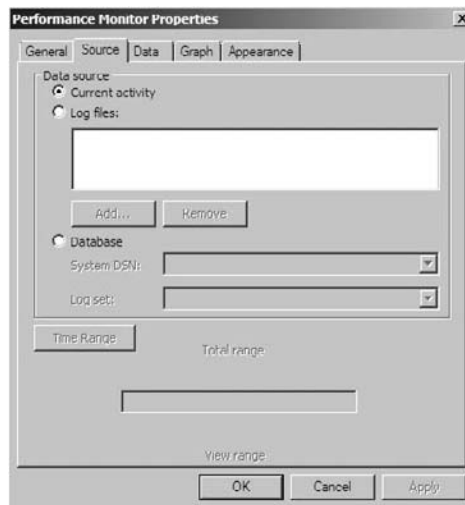 Performance Monitor Properties
General Source Data Graph Appearance
Data source
Current activity
Log files:
Add... Remove
Database
System DSN:
Log set:
Time Range
Total range
View range
OK Cancel Apply